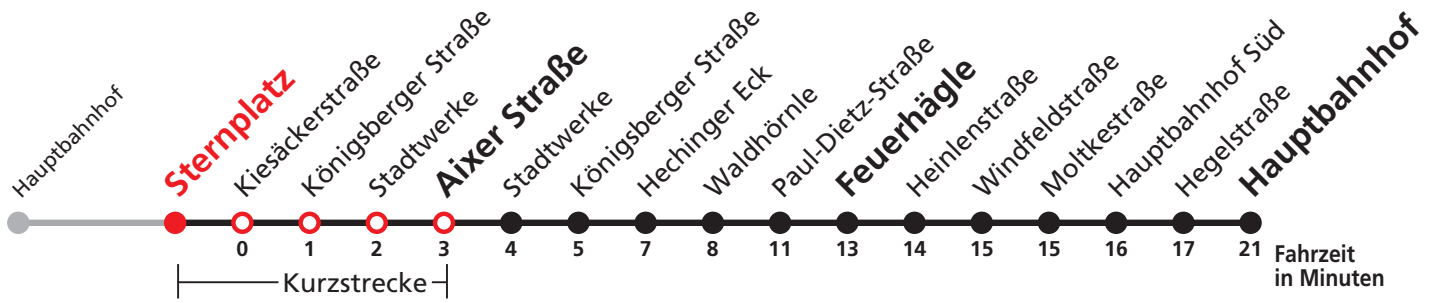 Hauptbahnhof
Sternplatz
Kiesäckerstraße
Königsberger Straße
Stadtwerke
Aixer Straße
Stadtwerke
Königsberger Straße
Hechinger Eck
Waldhörnle
Paul-Dietz-Straße
Feuerhägle
Heinlenstraße
Windfeldstraße
Moltkestraße
Hauptbahnhof Süd
Hegelstraße
Hauptbahnhof
0 1 2 3 4 5 7 8 11 13 14 15 15 16 17 21
Fahrzeit
in Minuten
Kurzstrecke